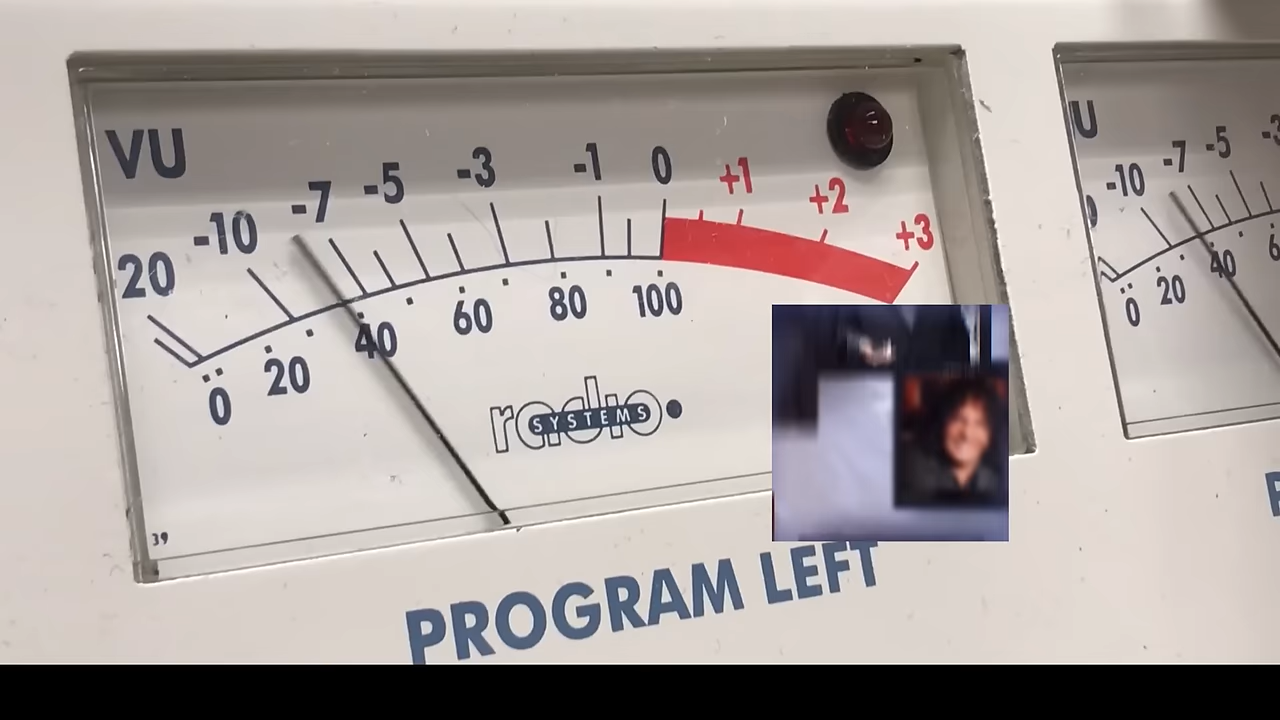 VU
20 -10 -7 -5 -3 -1 0 +1 +2 +3
0 20 40 60 80 100
radio
SYSTEMS
39
PROGRAM LEFT
U
-10 -7 -5
0 20 40